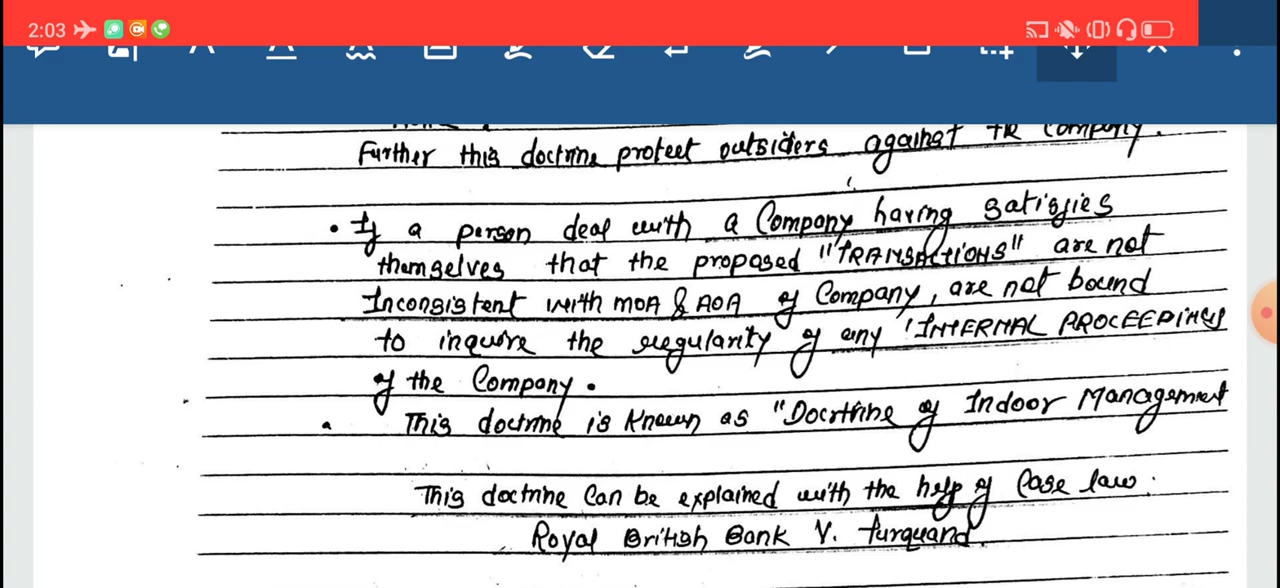 2:03
Further this doctrine protect outsiders against the Company.
• If a person deal with a Company having satisfies
themselves that the proposed "TRANSACTIONS" are not
Inconsistent with MOA & AOA of Company, are not bound
to inquire the regularity of any 'INTERNAL PROCEEDINGS
of the Company.
This doctrine is Known as "Docrtrine of Indoor Management
This doctrine Can be explained with the help of Case law.
Royal British Bank V. turquand.